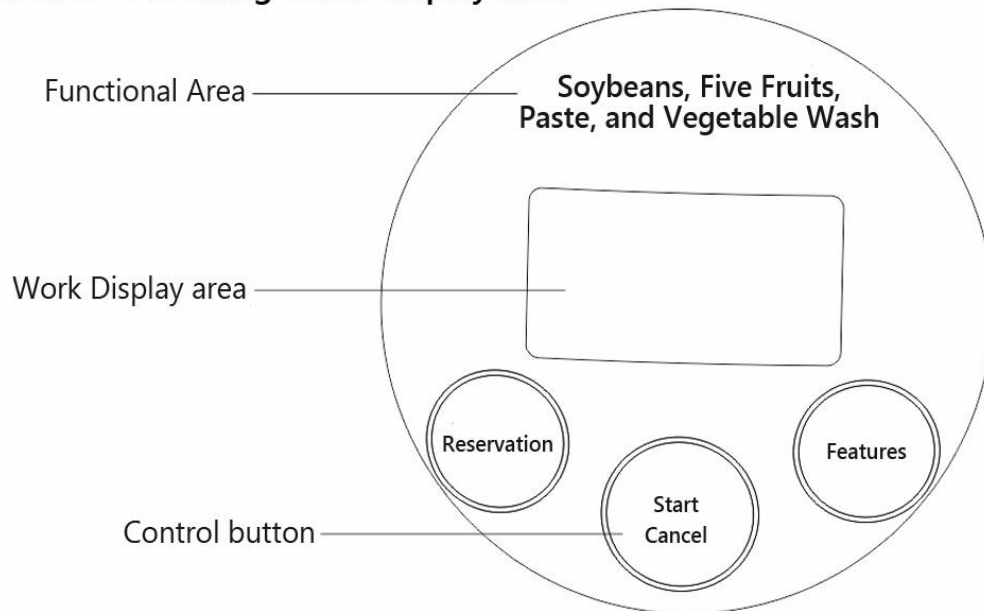 Functional Area
Soybeans, Five Fruits,
Paste, and Vegetable Wash
Work Display area
Reservation
Features
Start
Cancel
Control button